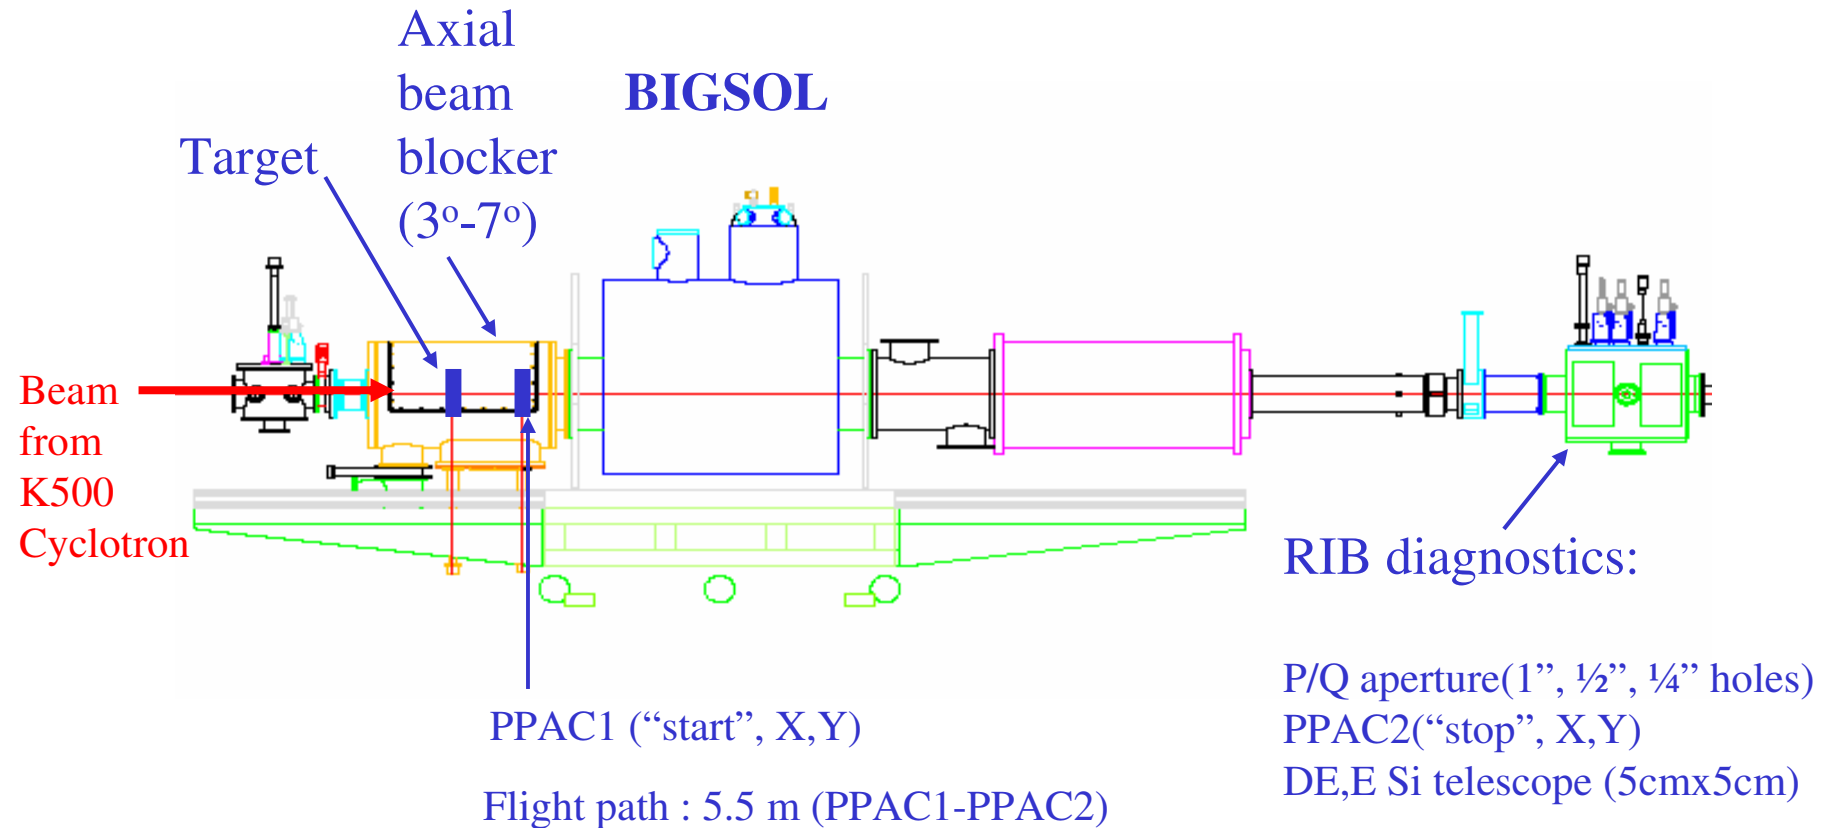 Axial
beam
blocker
(3º-7º)
BIGSOL
Target
Beam
from
K500
Cyclotron
PPAC1 (“start”, X,Y)
Flight path : 5.5 m (PPAC1-PPAC2)
RIB diagnostics:
P/Q aperture(1”, ½”, ¼” holes)
PPAC2(“stop”, X,Y)
DE,E Si telescope (5cmx5cm)